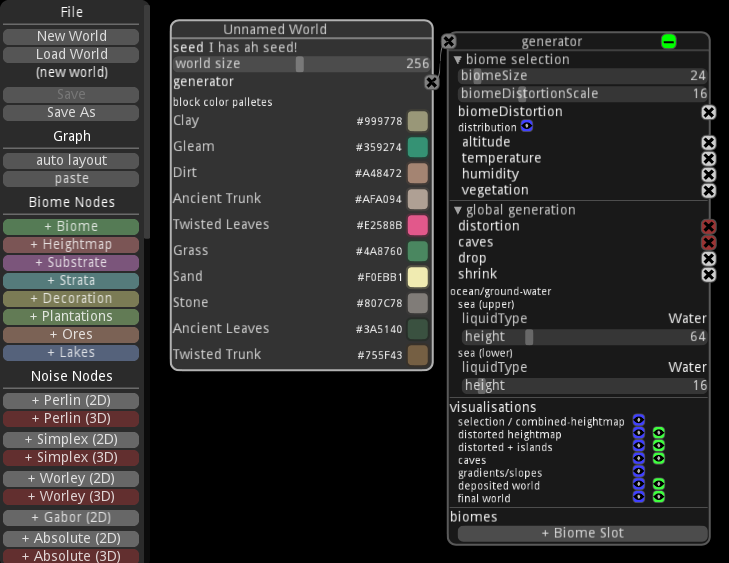 File
New World
Load World
(new world)
Save
Save As
Graph
auto layout
paste
Biome Nodes
+ Biome
+ Heightmap
+ Substrate
+ Strata
+ Decoration
+ Plantations
+ Ores
+ Lakes
Noise Nodes
+ Perlin (2D)
+ Perlin (3D)
+ Simplex (2D)
+ Simplex (3D)
+ Worley (2D)
+ Worley (3D)
+ Gabor (2D)
+ Absolute (2D)
+ Absolute (3D)
Unnamed World
seed I has ah seed!
world size 256
generator
block color palletes
Clay #999778
Gleam #359274
Dirt #A48472
Ancient Trunk #AFA094
Twisted Leaves #E2588B
Grass #4A8760
Sand #F0EBB1
Stone #807C78
Ancient Leaves #3A5140
Twisted Trunk #755F43
generator
biome selection
biomeSize 24
biomeDistortionScale 16
biomeDistortion
distribution
altitude
temperature
humidity
vegetation
global generation
distortion
caves
drop
shrink
ocean/ground-water
sea (upper)
liquidType Water
height 64
sea (lower)
liquidType Water
height 16
visualisations
selection / combined-heightmap
distorted heightmap
distorted + islands
caves
gradients/slopes
deposited world
final world
biomes
+ Biome Slot